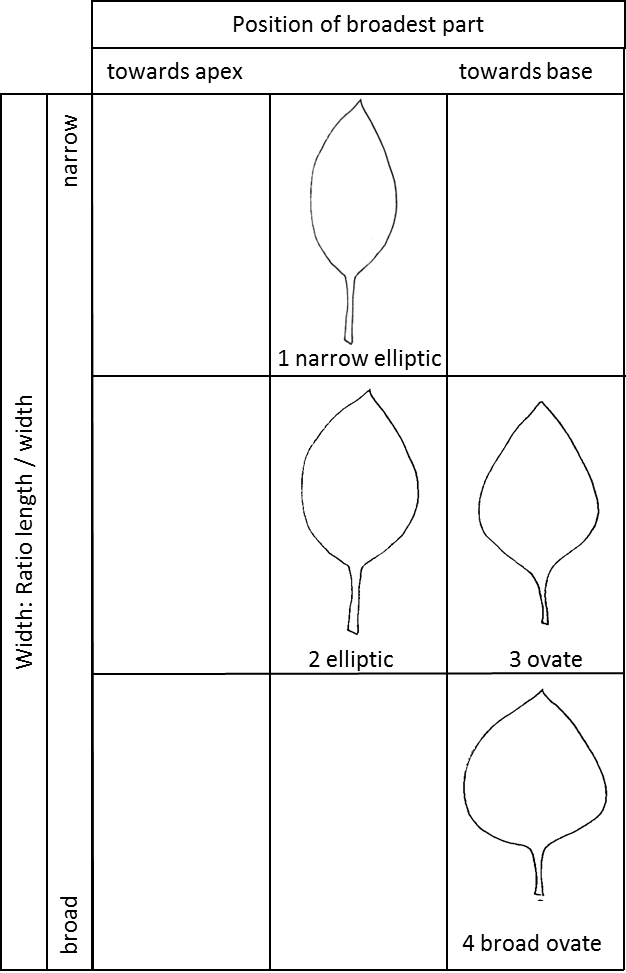 Position of broadest part
towards apex
towards base
Width: Ratio length / width
narrow
broad
1 narrow elliptic
2 elliptic
3 ovate
4 broad ovate